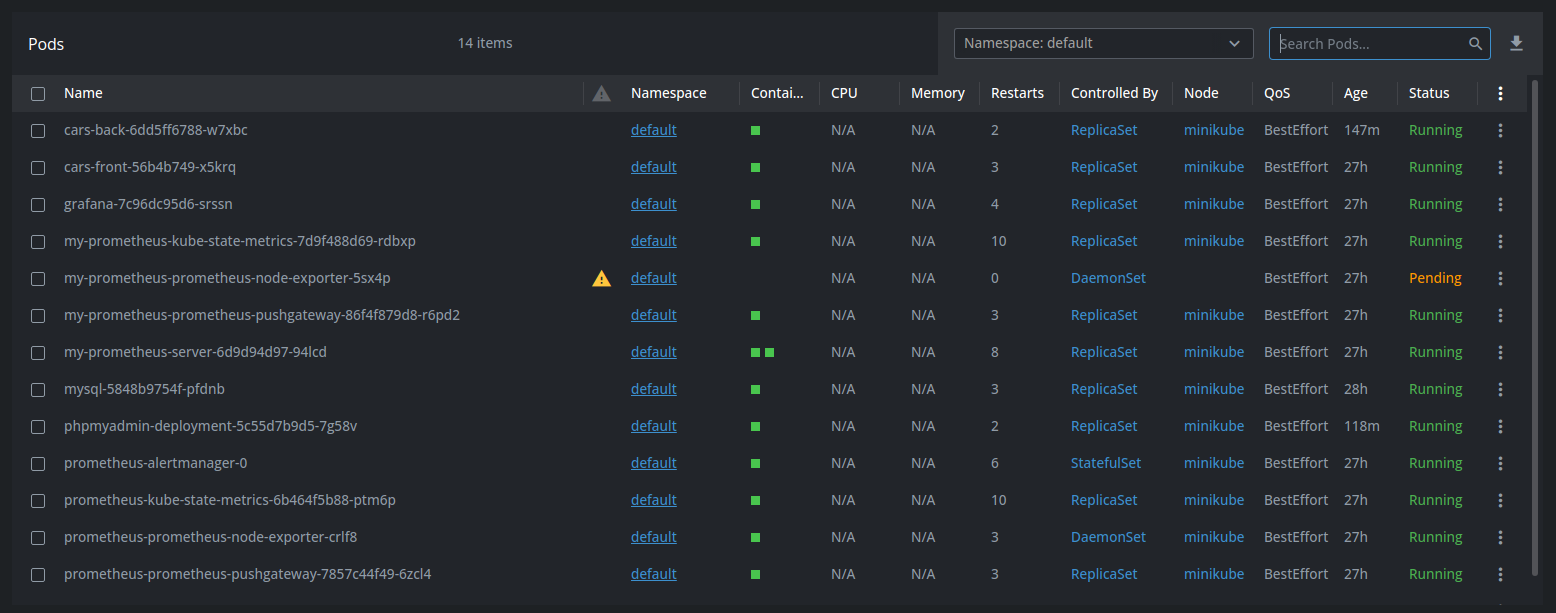 Pods 14 items Namespace: default Search Pods...
Name Namespace Contai... CPU Memory Restarts Controlled By Node QoS Age Status
cars-back-6dd5ff6788-w7xbc default N/A N/A 2 ReplicaSet minikube BestEffort 147m Running
cars-front-56b4b749-x5krq default N/A N/A 3 ReplicaSet minikube BestEffort 27h Running
grafana-7c96dc95d6-srssn default N/A N/A 4 ReplicaSet minikube BestEffort 27h Running
my-prometheus-kube-state-metrics-7d9f488d69-rdbxp default N/A N/A 10 ReplicaSet minikube BestEffort 27h Running
my-prometheus-prometheus-node-exporter-5sx4p default N/A N/A 0 DaemonSet BestEffort 27h Pending
my-prometheus-prometheus-pushgateway-86f4f879d8-r6pd2 default N/A N/A 3 ReplicaSet minikube BestEffort 27h Running
my-prometheus-server-6d9d94d97-94lcd default N/A N/A 8 ReplicaSet minikube BestEffort 27h Running
mysql-5848b9754f-pfdnb default N/A N/A 3 ReplicaSet minikube BestEffort 28h Running
phpmyadmin-deployment-5c55d7b9d5-7g58v default N/A N/A 2 ReplicaSet minikube BestEffort 118m Running
prometheus-alertmanager-0 default N/A N/A 6 StatefulSet minikube BestEffort 27h Running
prometheus-kube-state-metrics-6b464f5b88-ptm6p default N/A N/A 10 ReplicaSet minikube BestEffort 27h Running
prometheus-prometheus-node-exporter-crlf8 default N/A N/A 3 DaemonSet minikube BestEffort 27h Running
prometheus-prometheus-pushgateway-7857c44f49-6zcl4 default N/A N/A 3 ReplicaSet minikube BestEffort 27h Running